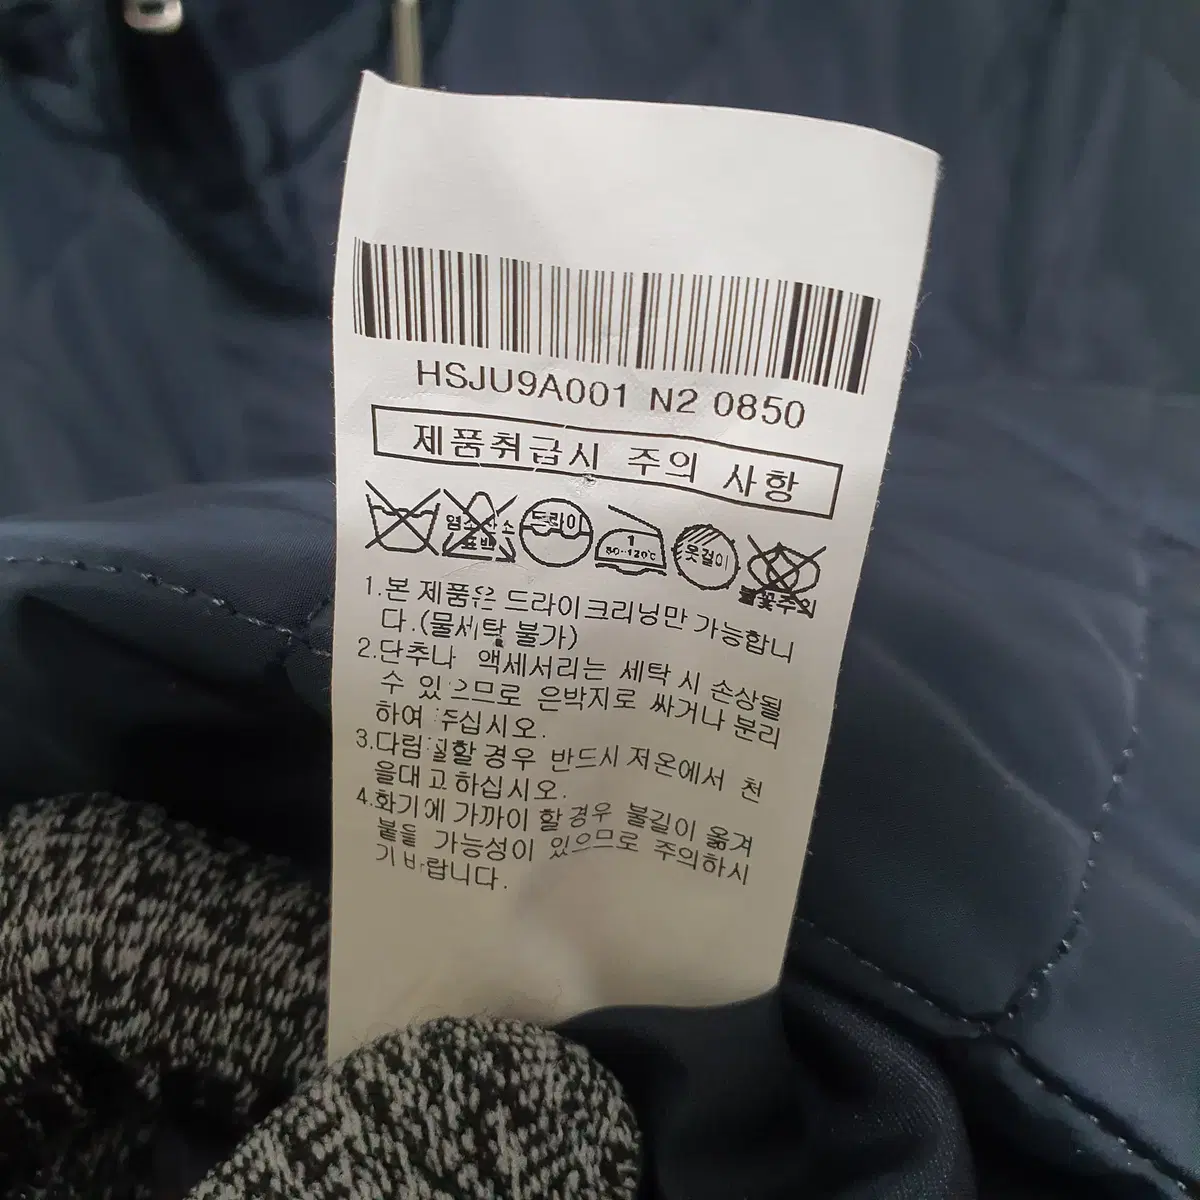 HSJU9A001 N2 0850
제품취급시 주의 사항
염소산소 드라이 1 옷걸이
표백 80~120℃
불꽃주의
1.본 제품은 드라이크리닝만 가능합니
다.(물세탁 불가)
2.단추나 액세서리는 세탁 시 손상될
수 있으므로 은박지로 싸거나 분리
하여 주십시오.
3.다림질할 경우 반드시 저온에서 천
을대고 하십시오.
4.화기에 가까이 할 경우 불길이 옮겨
붙을 가능성이 있으므로 주의하시
기 바랍니다.